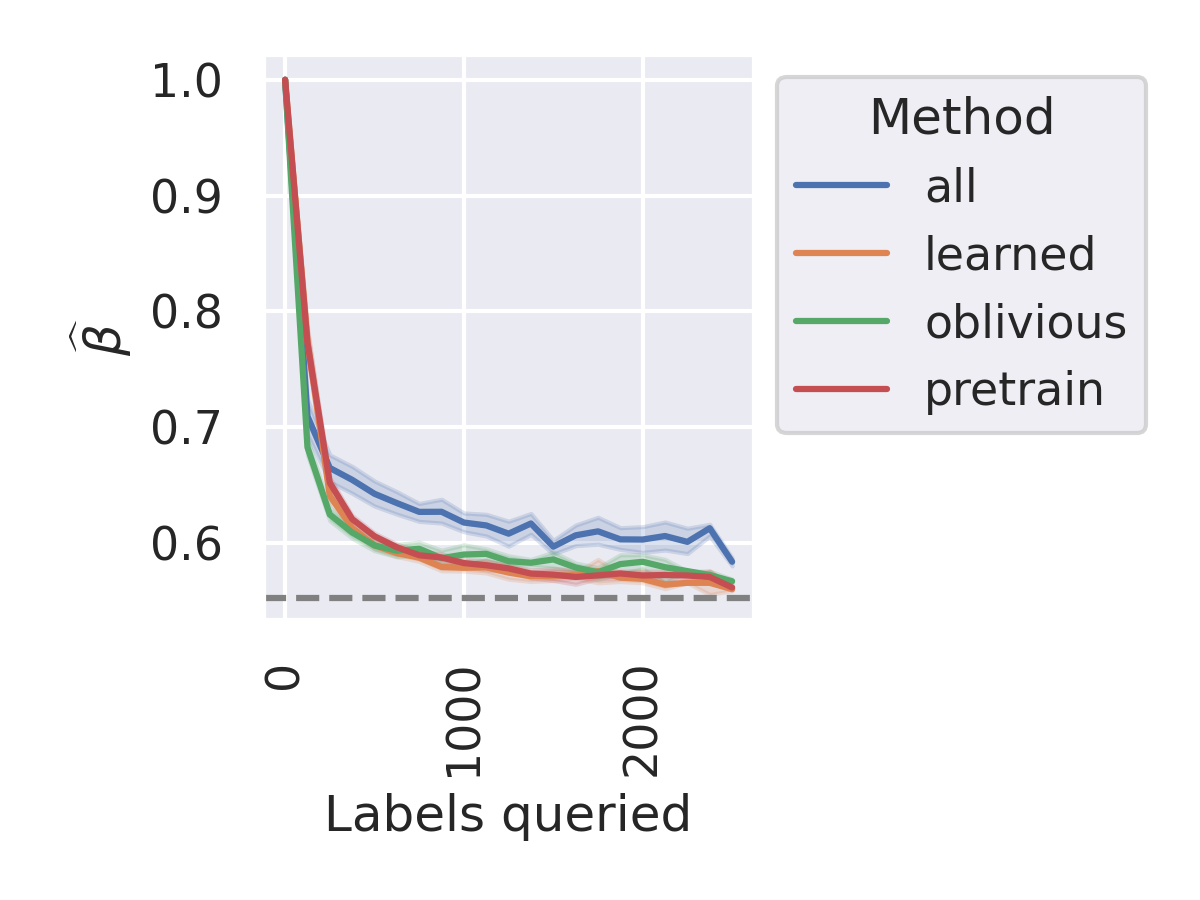 1.0
0.9
0.8
0.7
0.6
β̂
0
1000
2000
Labels queried
Method
all
learned
oblivious
pretrain